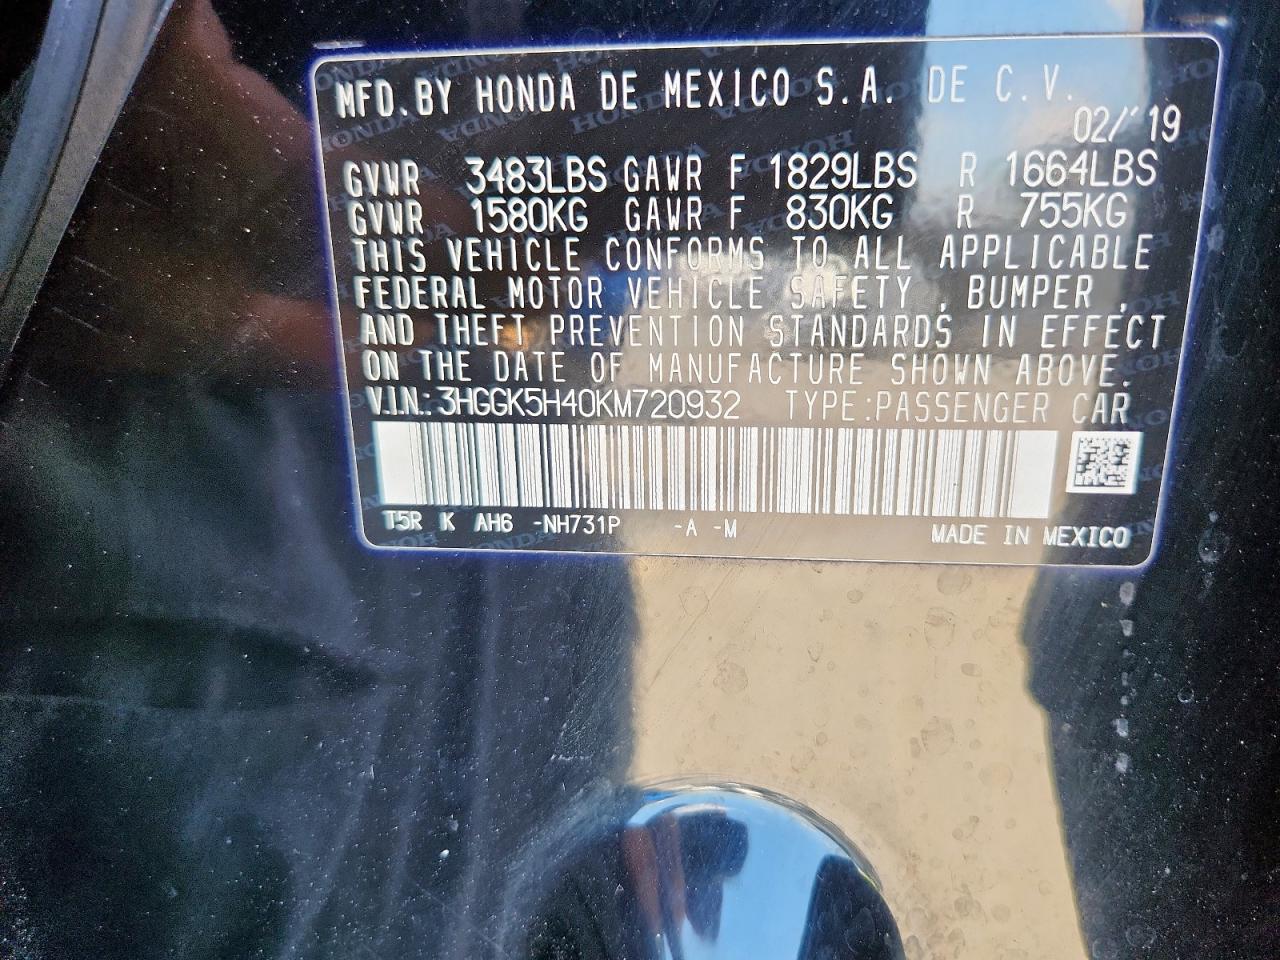 MFD. BY HONDA DE MEXICO S.A. DE C.V.
02/'19
GVWR 3483LBS GAWR F 1829LBS R 1664LBS
GVWR 1580KG GAWR F 830KG R 755KG
THIS VEHICLE CONFORMS TO ALL APPLICABLE
FEDERAL MOTOR VEHICLE SAFETY , BUMPER ,
AND THEFT PREVENTION STANDARDS IN EFFECT
ON THE DATE OF MANUFACTURE SHOWN ABOVE.
V.I.N.: 3HGGK5H40KM720932 TYPE:PASSENGER CAR
T5R K AH6 -NH731P -A -M MADE IN MEXICO